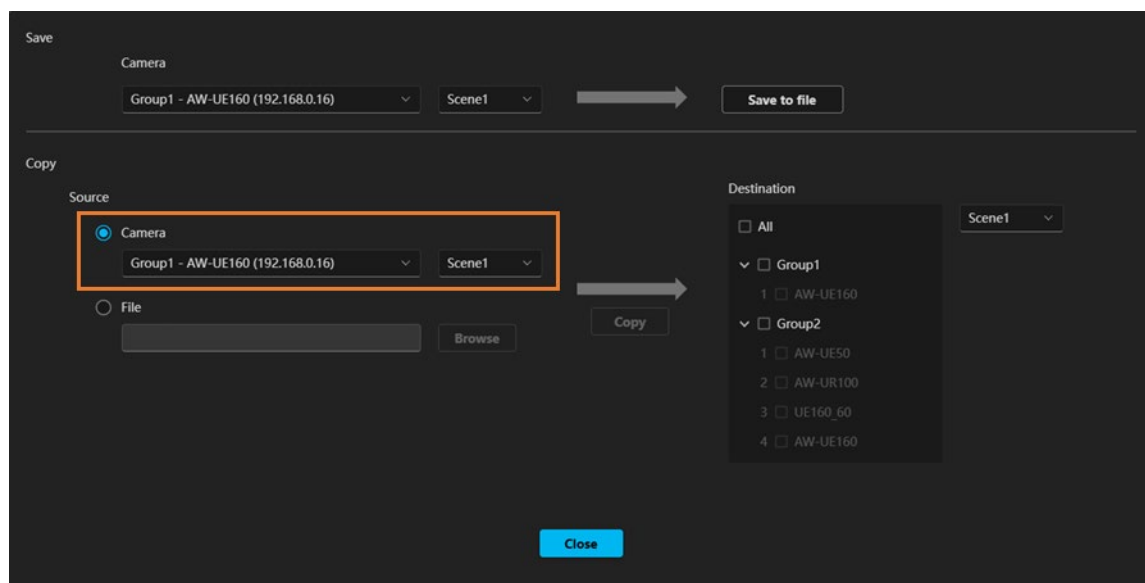 Save
Camera
Group1 - AW-UE160 (192.168.0.16) Scene1 Save to file
Copy
Source
Camera
Group1 - AW-UE160 (192.168.0.16) Scene1
File
Browse
Copy
Destination
All Scene1
Group1
1 AW-UE160
Group2
1 AW-UE50
2 AW-UR100
3 UE160_60
4 AW-UE160
Close